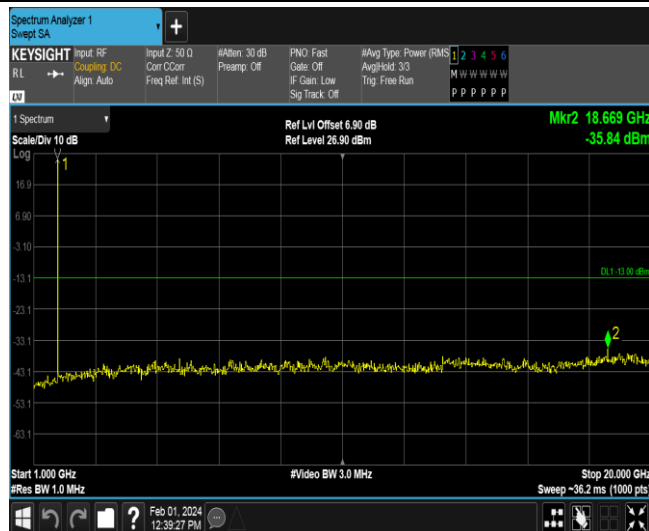 Spectrum Analyzer 1
Swept SA
KEYSIGHT
RL
Input: RF
Coupling: DC
Align: Auto
Input Z: 50 Ω
Corr CCorr
Freq Ref: Int (S)
#Atten: 30 dB
Preamp: Off
PNO: Fast
Gate: Off
IF Gain: Low
Sig Track: Off
#Avg Type: Power (RMS
Avg|Hold: 3/3
Trig: Free Run
1 2 3 4 5 6
M W W W W W
P P P P P P
1 Spectrum
Scale/Div 10 dB
Ref Lvl Offset 6.90 dB
Ref Level 26.90 dBm
Mkr2 18.669 GHz
-35.84 dBm
Log
1
16.9
6.90
-3.10
-13.1
DL1 -13.00 dBm
-23.1
-33.1
2
-43.1
-53.1
-63.1
Start 1.000 GHz
#Video BW 3.0 MHz
Stop 20.000 GHz
#Res BW 1.0 MHz
Sweep ~36.2 ms (1000 pts)
?
Feb 01, 2024
12:39:27 PM